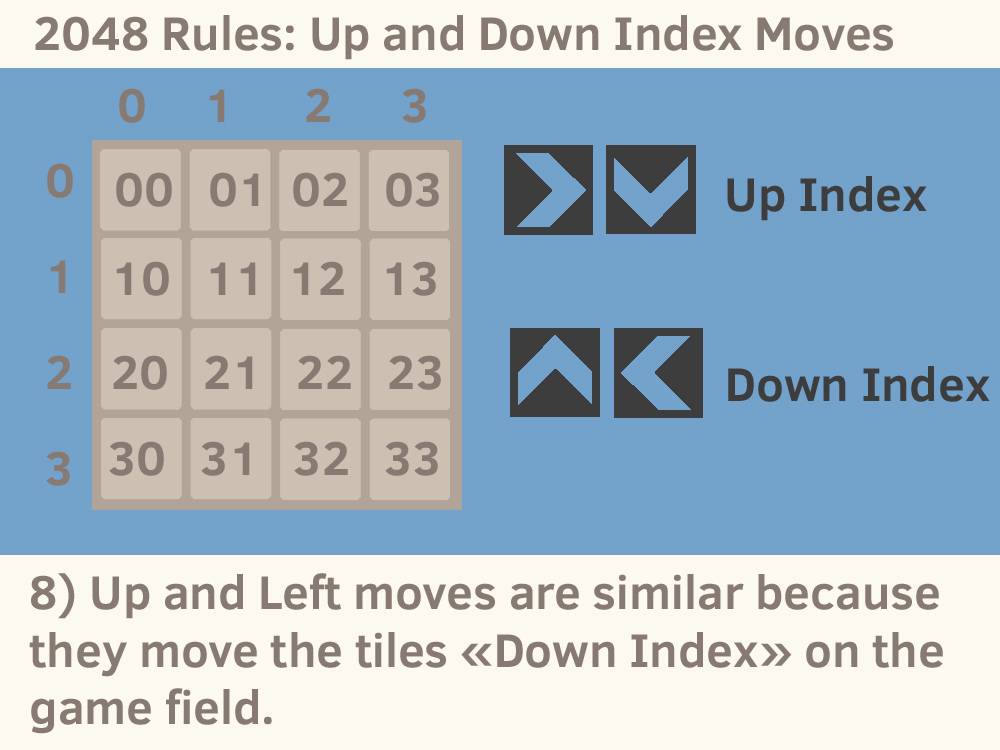 2048 Rules: Up and Down Index Moves
0 1 2 3
0 00 01 02 03
1 10 11 12 13
2 20 21 22 23
3 30 31 32 33
Up Index
Down Index
8) Up and Left moves are similar because
they move the tiles «Down Index» on the
game field.